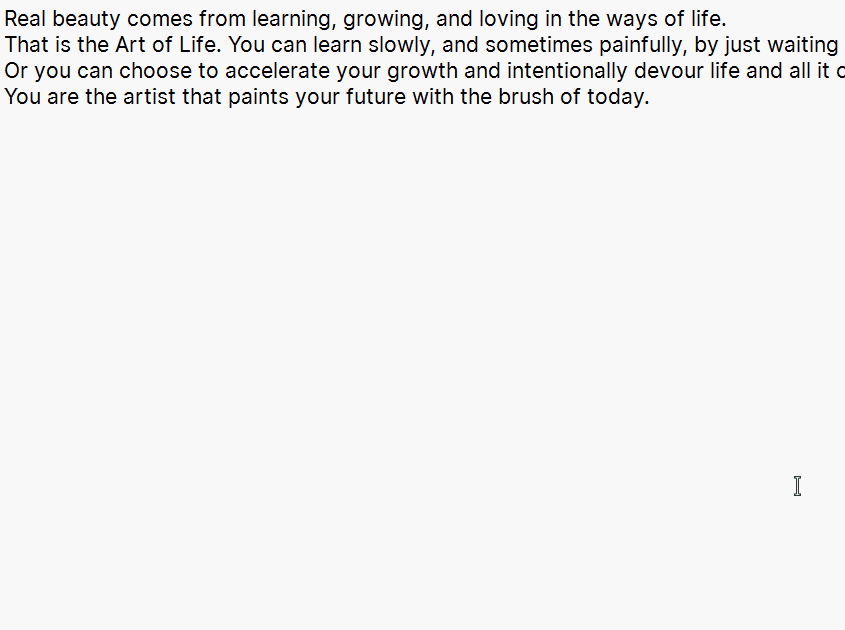 Real beauty comes from learning, growing, and loving in the ways of life.
That is the Art of Life. You can learn slowly, and sometimes painfully, by just waiting
Or you can choose to accelerate your growth and intentionally devour life and all it
You are the artist that paints your future with the brush of today.